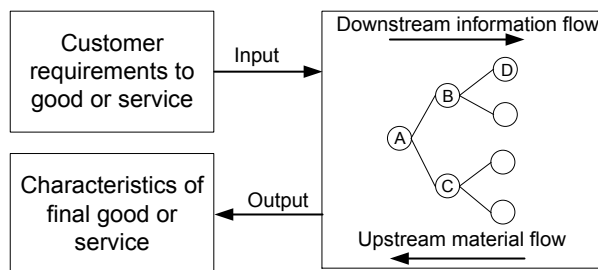 Customer
requirements to
good or service
Input
Characteristics of
final good or
service
Output
Downstream information flow
D
B
A
C
Upstream material flow